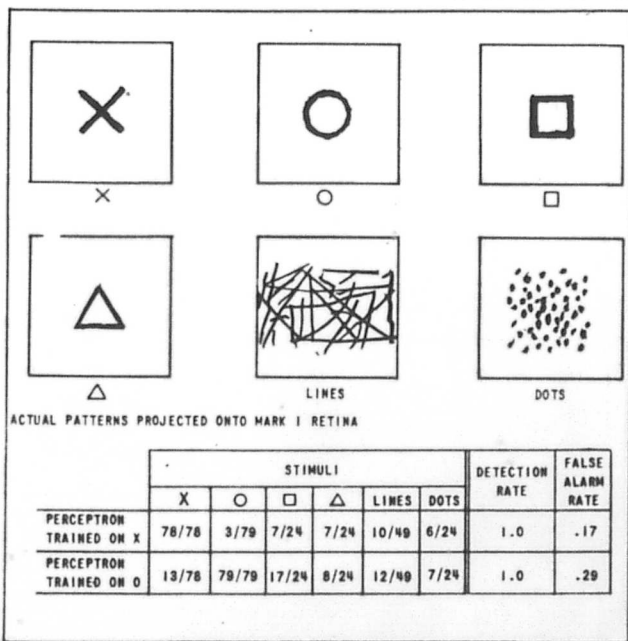 X O □
△ LINES DOTS
ACTUAL PATTERNS PROJECTED ONTO MARK I RETINA
STIMULI DETECTION RATE FALSE ALARM RATE
X O □ △ LINES DOTS
PERCEPTRON TRAINED ON X 78/78 3/79 7/24 7/24 10/49 6/24 1.0 .17
PERCEPTRON TRAINED ON O 13/78 79/79 17/24 8/24 12/49 7/24 1.0 .29